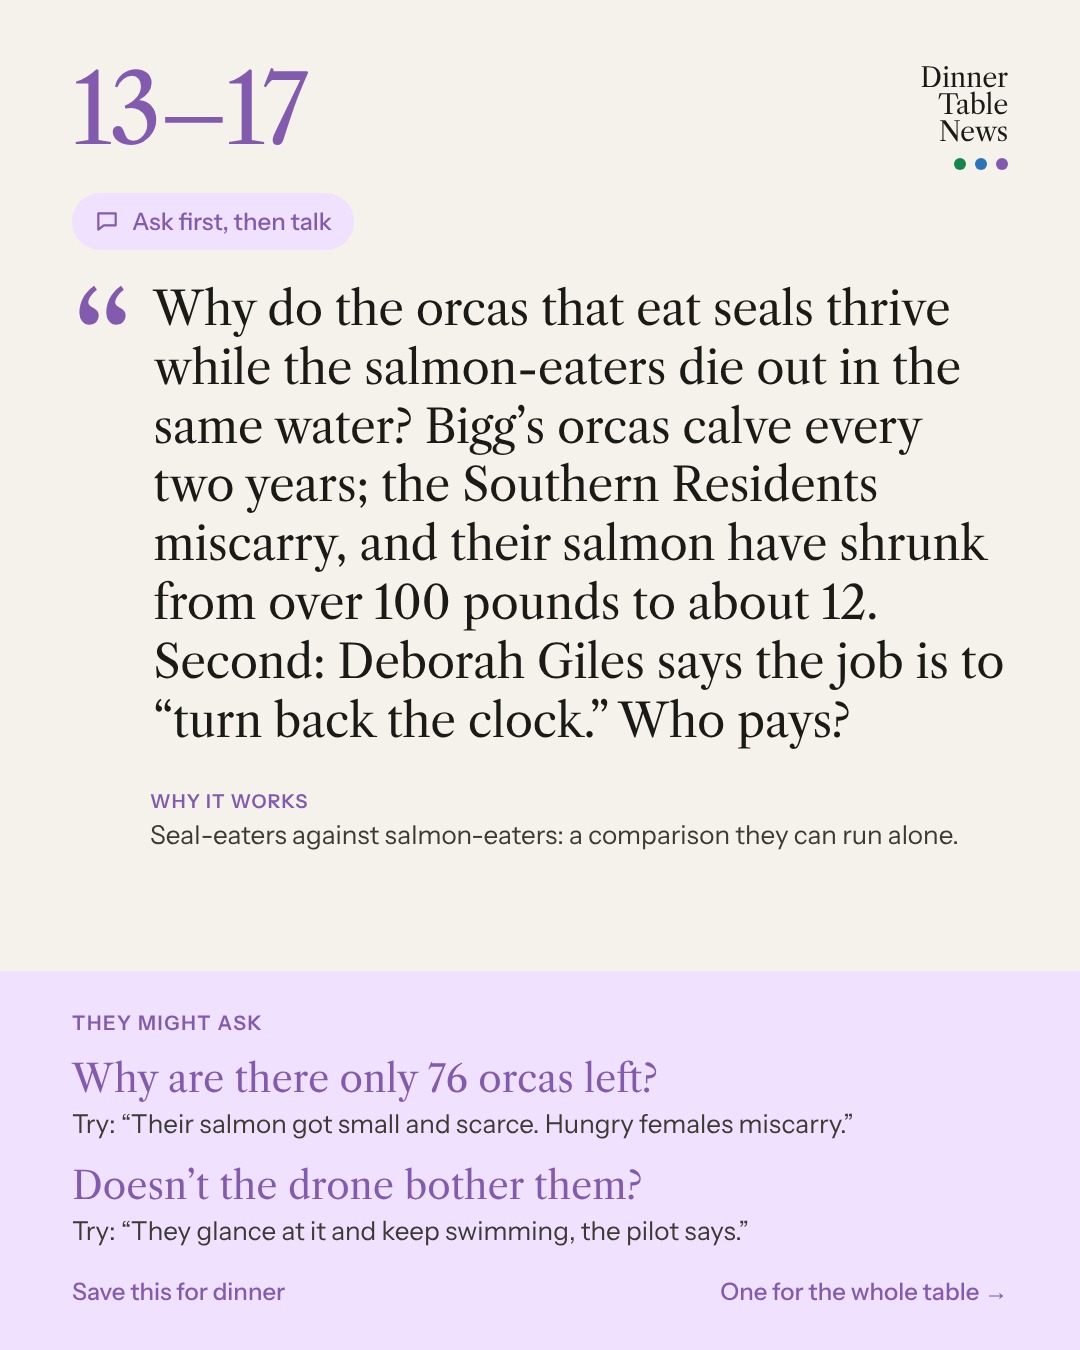 13–17
Dinner
Table
News
Ask first, then talk
“Why do the orcas that eat seals thrive
while the salmon-eaters die out in the
same water? Bigg’s orcas calve every
two years; the Southern Residents
miscarry, and their salmon have shrunk
from over 100 pounds to about 12.
Second: Deborah Giles says the job is to
“turn back the clock.” Who pays?
WHY IT WORKS
Seal-eaters against salmon-eaters: a comparison they can run alone.
THEY MIGHT ASK
Why are there only 76 orcas left?
Try: “Their salmon got small and scarce. Hungry females miscarry.”
Doesn’t the drone bother them?
Try: “They glance at it and keep swimming, the pilot says.”
Save this for dinner
One for the whole table →